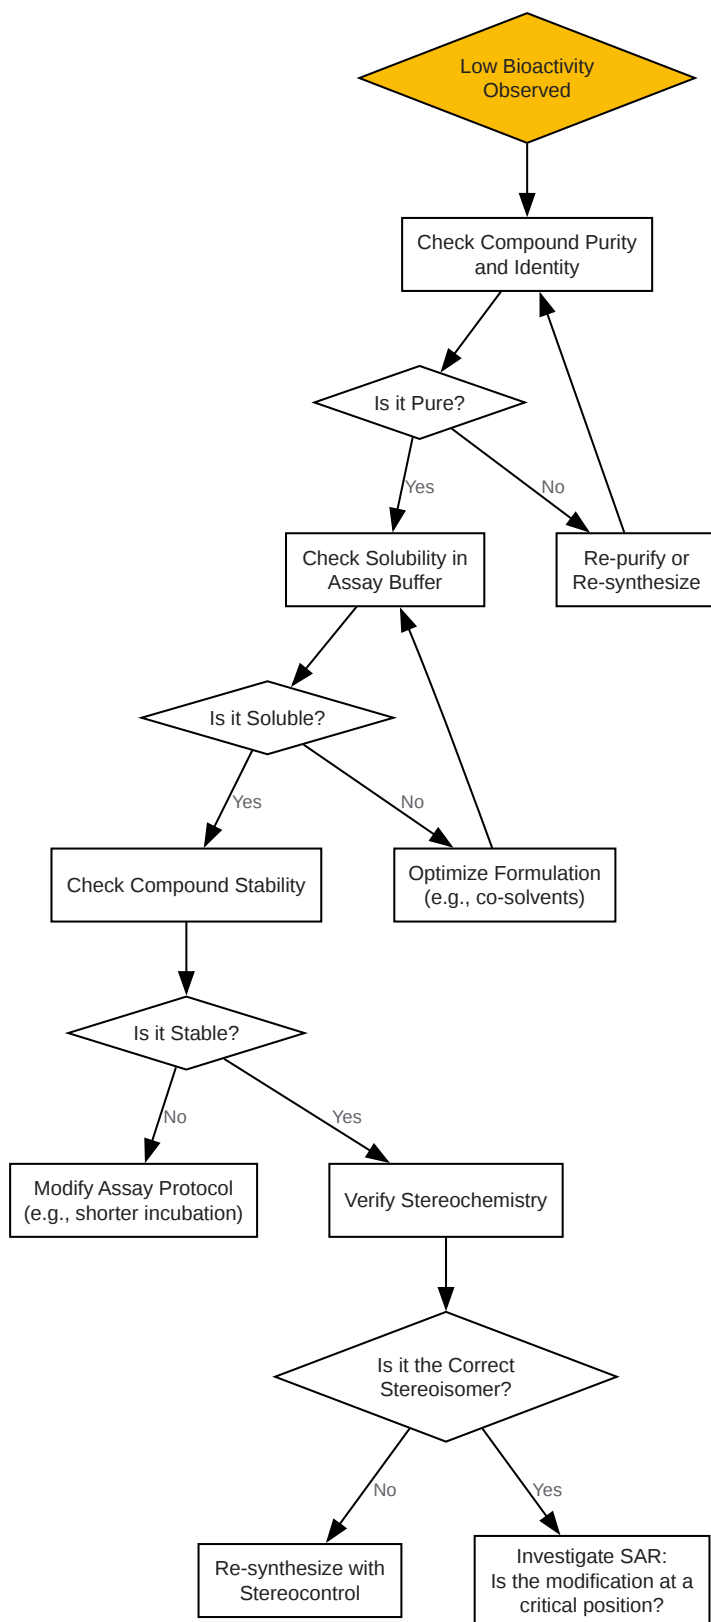 Low Bioactivity
Observed
Check Compound Purity
and Identity
Is it Pure?
Yes
No
Check Solubility in
Assay Buffer
Re-purify or
Re-synthesize
Is it Soluble?
Yes
No
Check Compound Stability
Optimize Formulation
(e.g., co-solvents)
Is it Stable?
No
Yes
Modify Assay Protocol
(e.g., shorter incubation)
Verify Stereochemistry
Is it the Correct
Stereoisomer?
No
Yes
Re-synthesize with
Stereocontrol
Investigate SAR:
Is the modification at a
critical position?